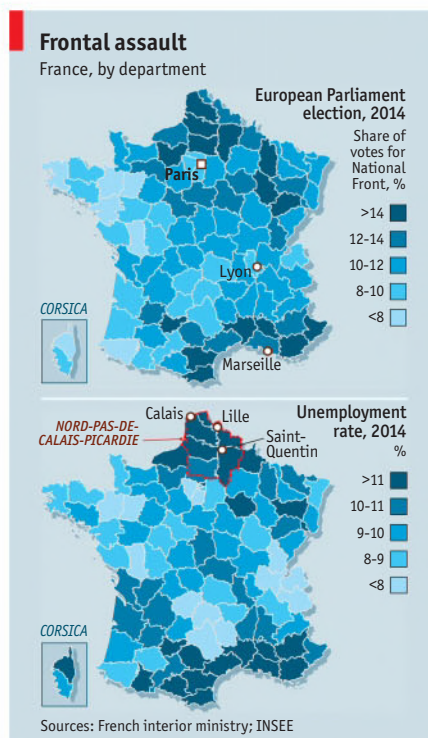 Frontal assault
France, by department
European Parliament
election, 2014
Share of
votes for
National
Front, %
>14
12-14
10-12
8-10
<8
Paris
Lyon
CORSICA
Marseille
Calais
Lille
NORD-PAS-DE-
CALAIS-PICARDIE
Saint-
Quentin
Unemployment
rate, 2014
%
>11
10-11
9-10
8-9
<8
CORSICA
Sources: French interior ministry; INSEE